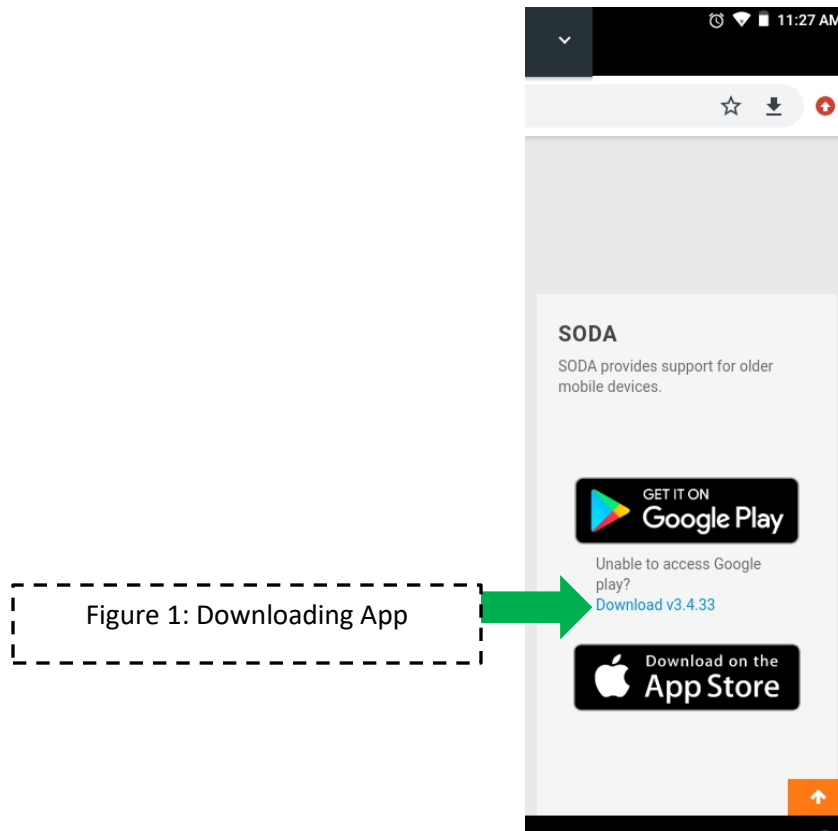 11:27 AM
SODA
SODA provides support for older
mobile devices.
GET IT ON
Google Play
Unable to access Google
play?
Download v3.4.33
Figure 1: Downloading App
Download on the
App Store